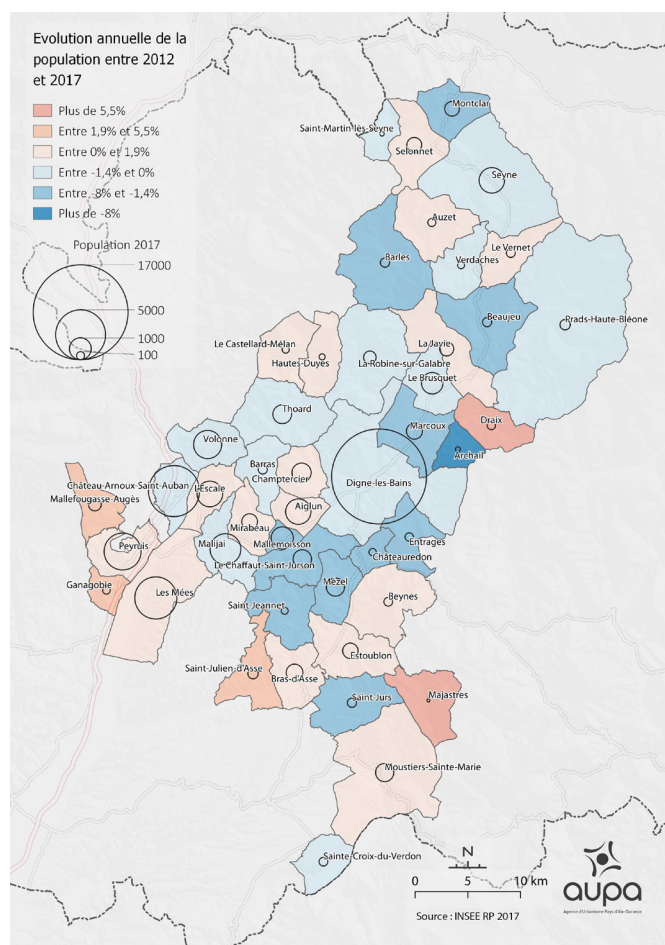 Evolution annuelle de la
population entre 2012
et 2017
Plus de 5,5%
Entre 1,9% et 5,5%
Entre 0% et 1,9%
Entre -1,4% et 0%
Entre -8% et -1,4%
Plus de -8%
Population 2017
17000
5000
1000
100
Montclar
Saint-Martin-lès-Seyne
Selonnet
Seyne
Auzet
Le Vernet
Verdaches
Barles
Beaujeu
Prads-Haute-Bléone
La Javie
Le Castellard-Mélan
Hautes-Duyes
La-Robine-sur-Galabre
Le Brusquet
Thoard
Draix
Marcoux
Volonne
Archail
Barras
Champtercier
Digne-les-Bains
Château-Arnoux-Saint-Auban
L'Escale
Mallefougasse-Augès
Aiglun
Mirabeau
Entrages
Peyruis
Malijai
Mallemoisson
Châteauredon
Le Chaffaut-Saint-Jurson
Mézel
Ganagobie
Les Mées
Beynes
Saint-Jeannet
Estoublon
Saint-Julien-d'Asse
Bras-d'Asse
Saint-Jurs
Majastres
Moustiers-Sainte-Marie
Sainte-Croix-du-Verdon
N
0 5 10 km
Source : INSEE RP 2017
aupa
Agence d'Urbanisme Pays d'Aix-Durance